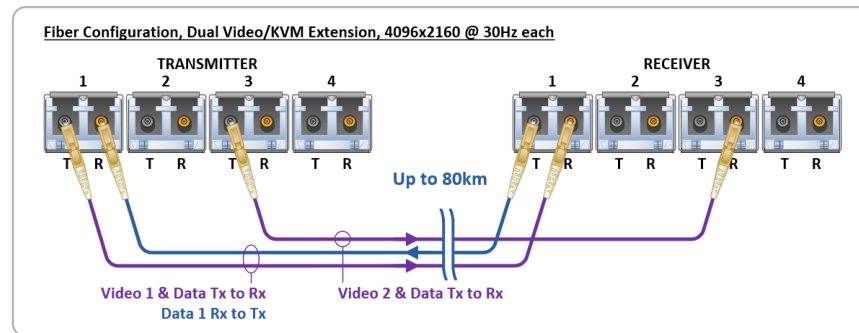 Fiber Configuration, Dual Video/KVM Extension, 4096x2160 @ 30Hz each
TRANSMITTER
RECEIVER
1 2 3 4
1 2 3 4
T R T R T R T R
T R T R T R T R
Up to 80km
Video 1 & Data Tx to Rx
Data 1 Rx to Tx
Video 2 & Data Tx to Rx